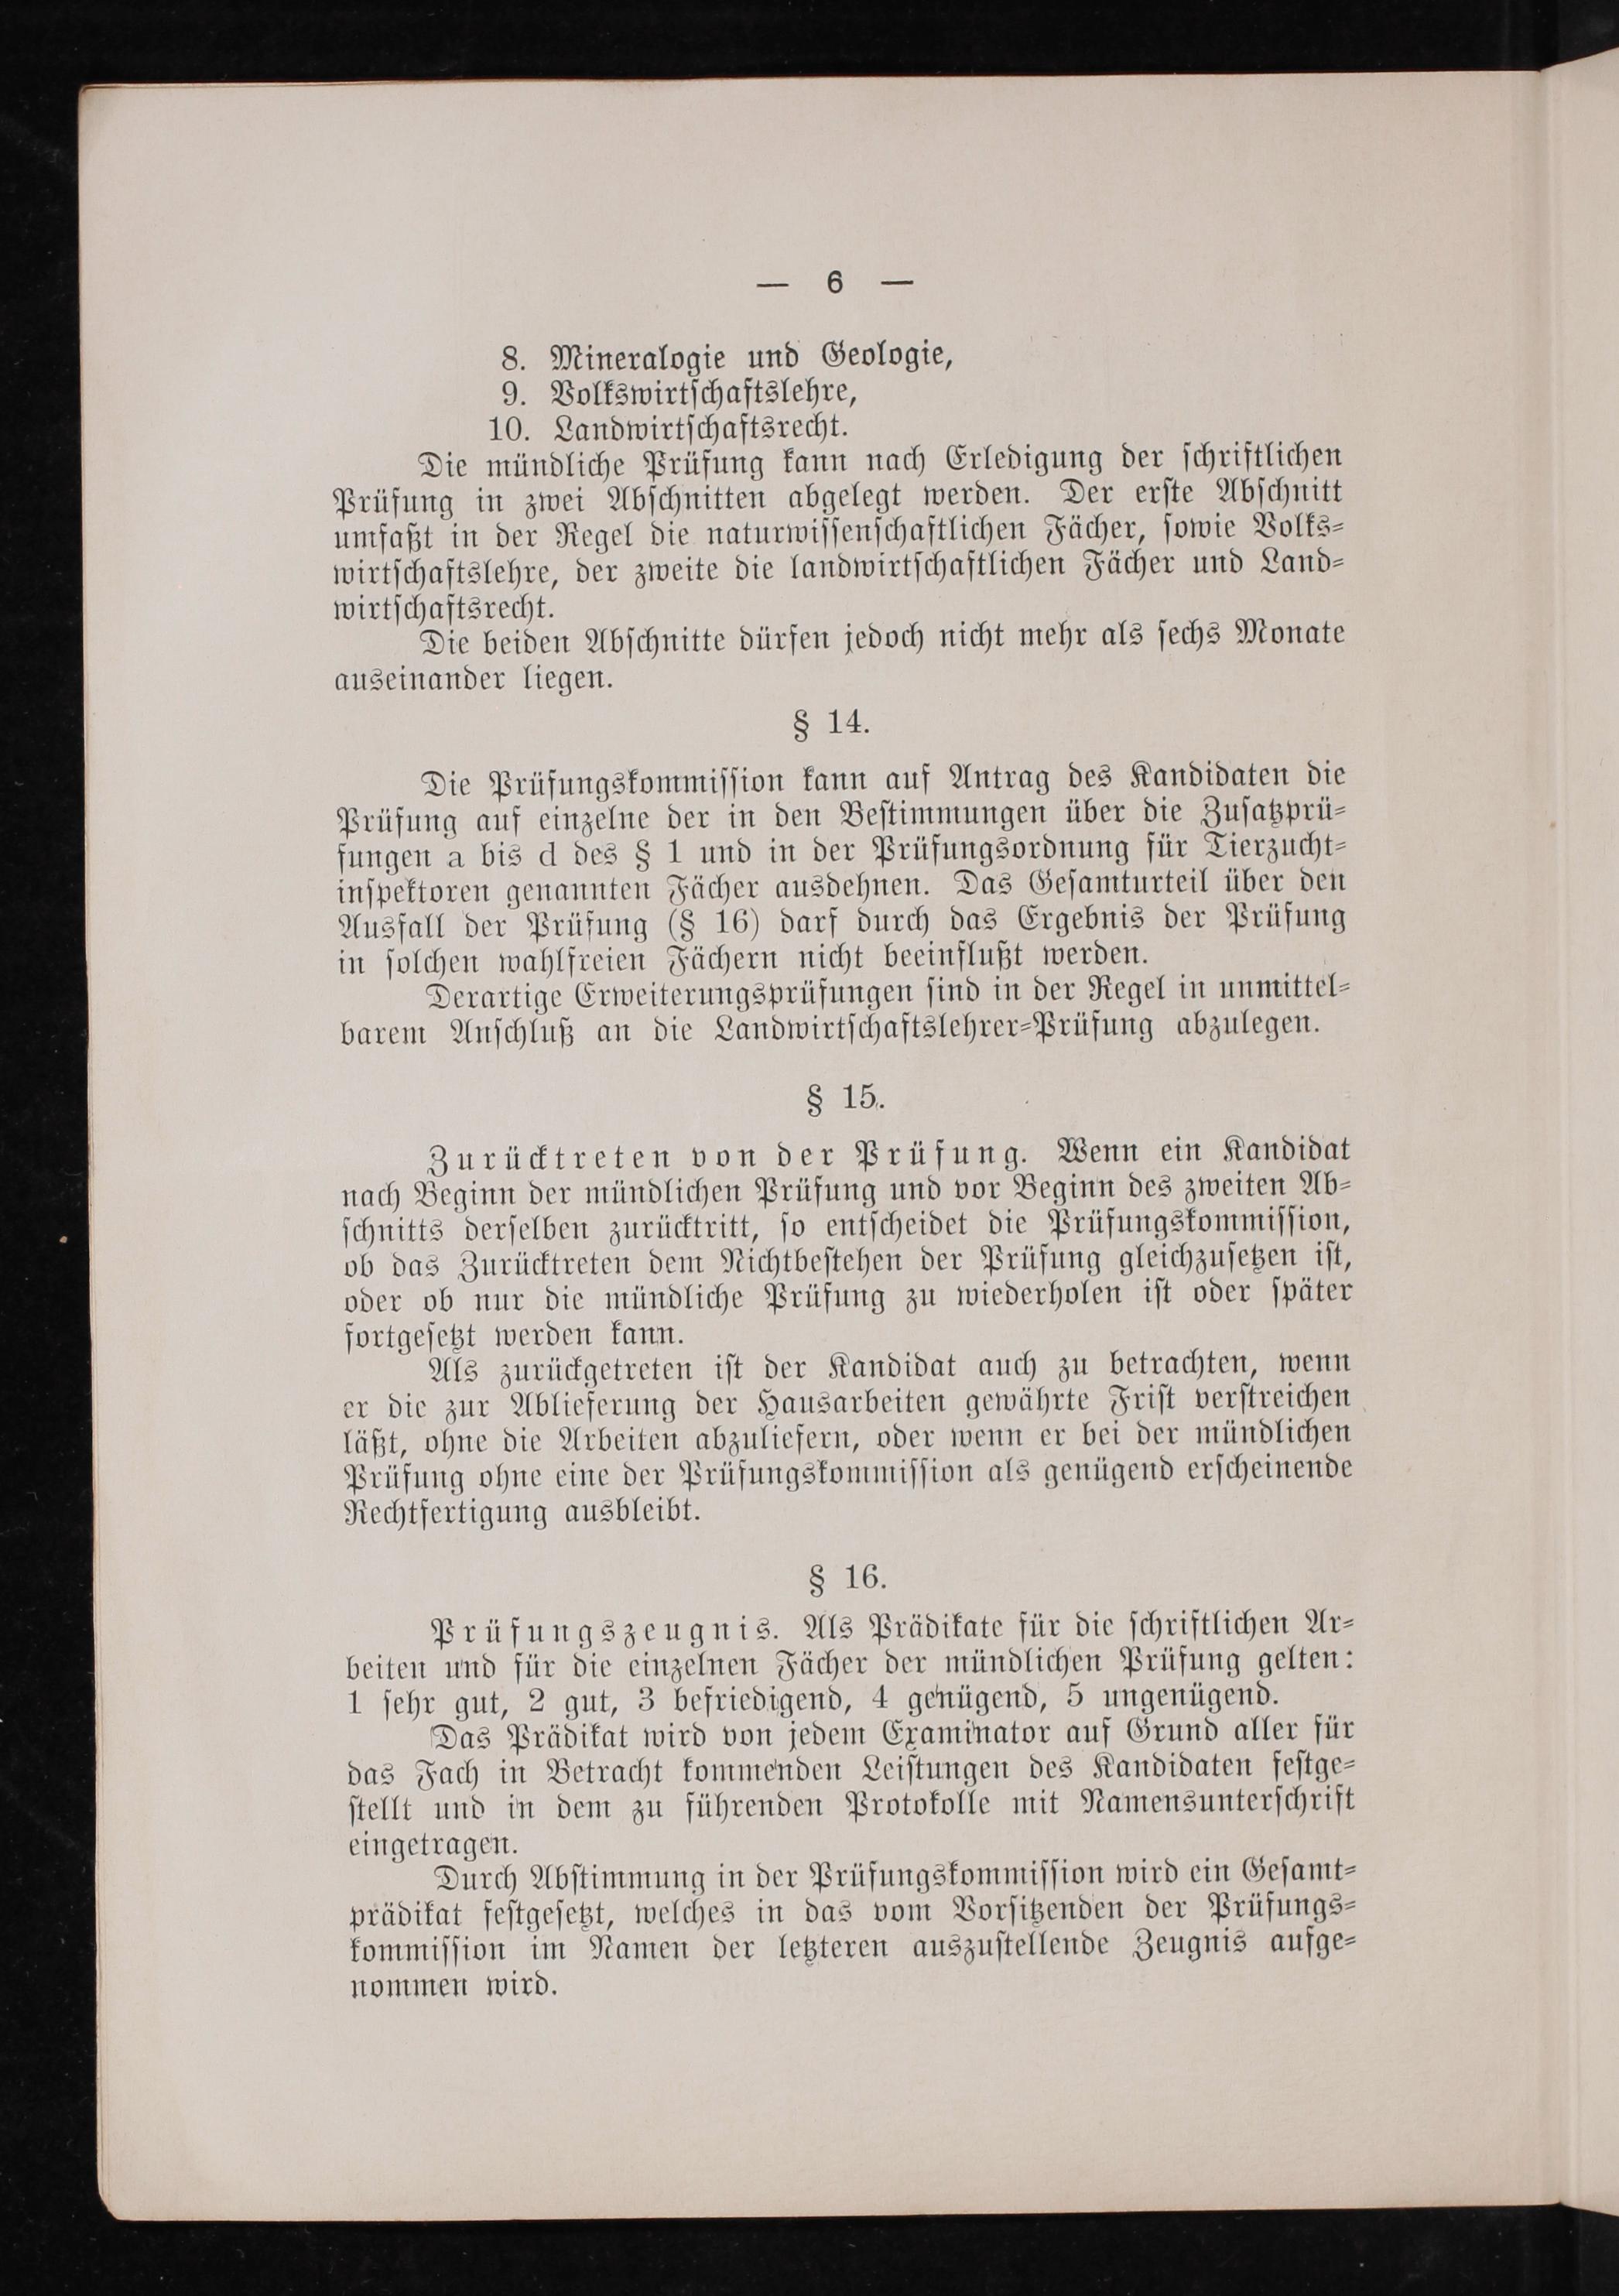 — 6 —
8. Mineralogie und Geologie,
9. Volkswirtſchaftslehre,
10. Landwirtſchaftsrecht.
Die mündliche Prüfung kann nach Erledigung der ſchriftlichen
Prüfung in zwei Abſchnitten abgelegt werden. Der erſte Abſchnitt
umfaßt in der Regel die naturwiſſenſchaftlichen Fächer, ſowie Volks-
wirtſchaftslehre, der zweite die landwirtſchaftlichen Fächer und Land-
wirtſchaftsrecht.
Die beiden Abſchnitte dürfen jedoch nicht mehr als ſechs Monate
auseinander liegen.
§ 14.
Die Prüfungskommiſſion kann auf Antrag des Kandidaten die
Prüfung auf einzelne der in den Beſtimmungen über die Zuſatzprü-
fungen a bis d des § 1 und in der Prüfungsordnung für Tierzucht-
inſpektoren genannten Fächer ausdehnen. Das Geſamturteil über den
Ausfall der Prüfung (§ 16) darf durch das Ergebnis der Prüfung
in ſolchen wahlfreien Fächern nicht beeinflußt werden.
Derartige Erweiterungsprüfungen ſind in der Regel in unmittel-
barem Anſchluß an die Landwirtſchaftslehrer-Prüfung abzulegen.
§ 15.
Zurücktreten von der Prüfung. Wenn ein Kandidat
nach Beginn der mündlichen Prüfung und vor Beginn des zweiten Ab-
ſchnitts derſelben zurücktritt, ſo entſcheidet die Prüfungskommiſſion,
ob das Zurücktreten dem Nichtbeſtehen der Prüfung gleichzuſetzen iſt,
oder ob nur die mündliche Prüfung zu wiederholen iſt oder ſpäter
fortgeſetzt werden kann.
Als zurückgetreten iſt der Kandidat auch zu betrachten, wenn
er die zur Ablieferung der Hausarbeiten gewährte Friſt verſtreichen
läßt, ohne die Arbeiten abzuliefern, oder wenn er bei der mündlichen
Prüfung ohne eine der Prüfungskommiſſion als genügend erſcheinende
Rechtfertigung ausbleibt.
§ 16.
Prüfungszeugnis. Als Prädikate für die ſchriftlichen Ar-
beiten und für die einzelnen Fächer der mündlichen Prüfung gelten:
1 ſehr gut, 2 gut, 3 befriedigend, 4 genügend, 5 ungenügend.
Das Prädikat wird von jedem Examinator auf Grund aller für
das Fach in Betracht kommenden Leiſtungen des Kandidaten feſtge-
ſtellt und in dem zu führenden Protokolle mit Namensunterſchrift
eingetragen.
Durch Abſtimmung in der Prüfungskommiſſion wird ein Geſamt-
prädikat feſtgeſetzt, welches in das vom Vorſitzenden der Prüfungs-
kommiſſion im Namen der letzteren auszuſtellende Zeugnis aufge-
nommen wird.